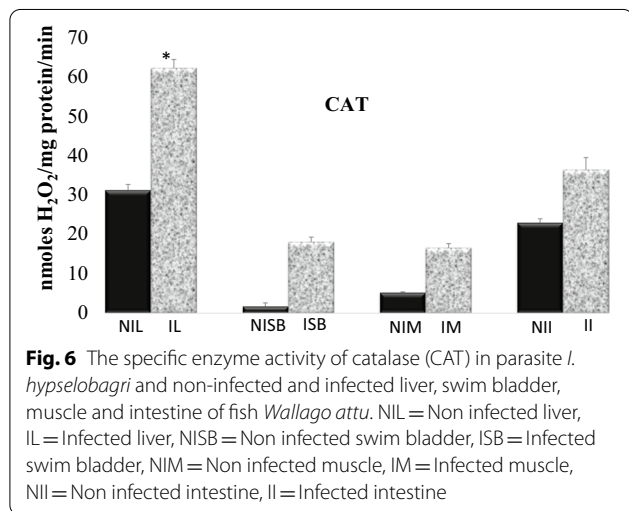 70
60
50
40
30
20
10
0
nmoles H₂O₂/mg protein/min
CAT
*
NIL IL NISB ISB NIM IM NII II
Fig. 6 The specific enzyme activity of catalase (CAT) in parasite I.
hypselobagri and non-infected and infected liver, swim bladder,
muscle and intestine of fish Wallago attu. NIL = Non infected liver,
IL = Infected liver, NISB = Non infected swim bladder, ISB = Infected
swim bladder, NIM = Non infected muscle, IM = Infected muscle,
NII = Non infected intestine, II = Infected intestine